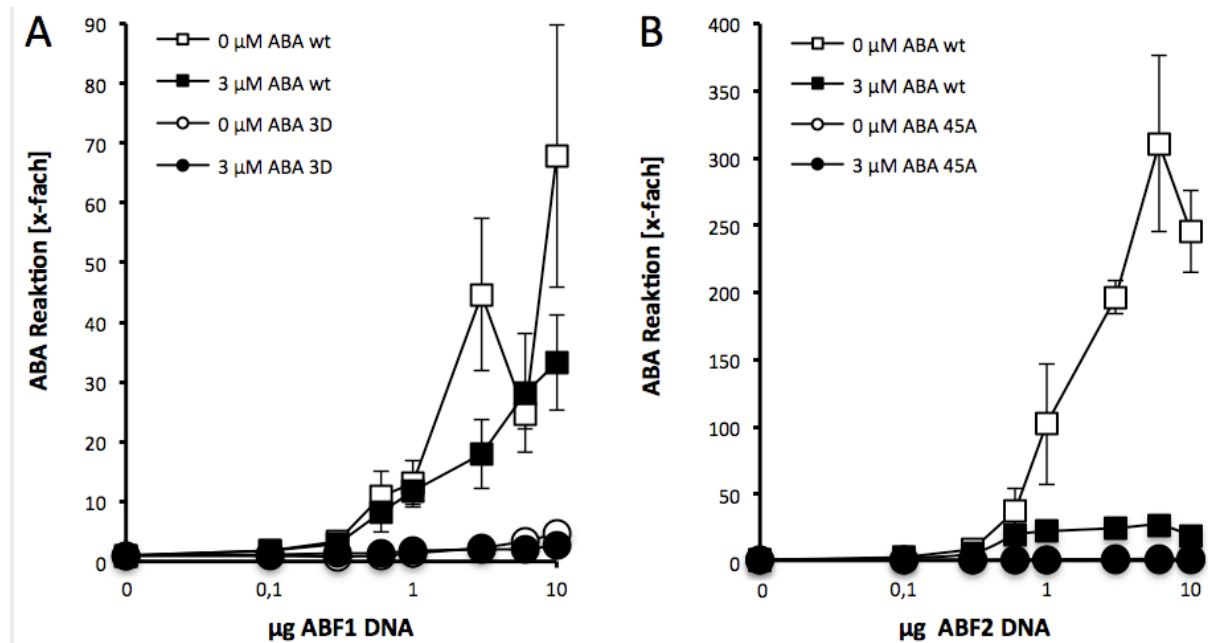 A
0 µM ABA wt
3 µM ABA wt
0 µM ABA 3D
3 µM ABA 3D
ABA Reaktion [x-fach]
90
80
70
60
50
40
30
20
10
0
0 0,1 1 10
µg ABF1 DNA
B
0 µM ABA wt
3 µM ABA wt
0 µM ABA 45A
3 µM ABA 45A
ABA Reaktion [x-fach]
400
350
300
250
200
150
100
50
0
0 0,1 1 10
µg ABF2 DNA